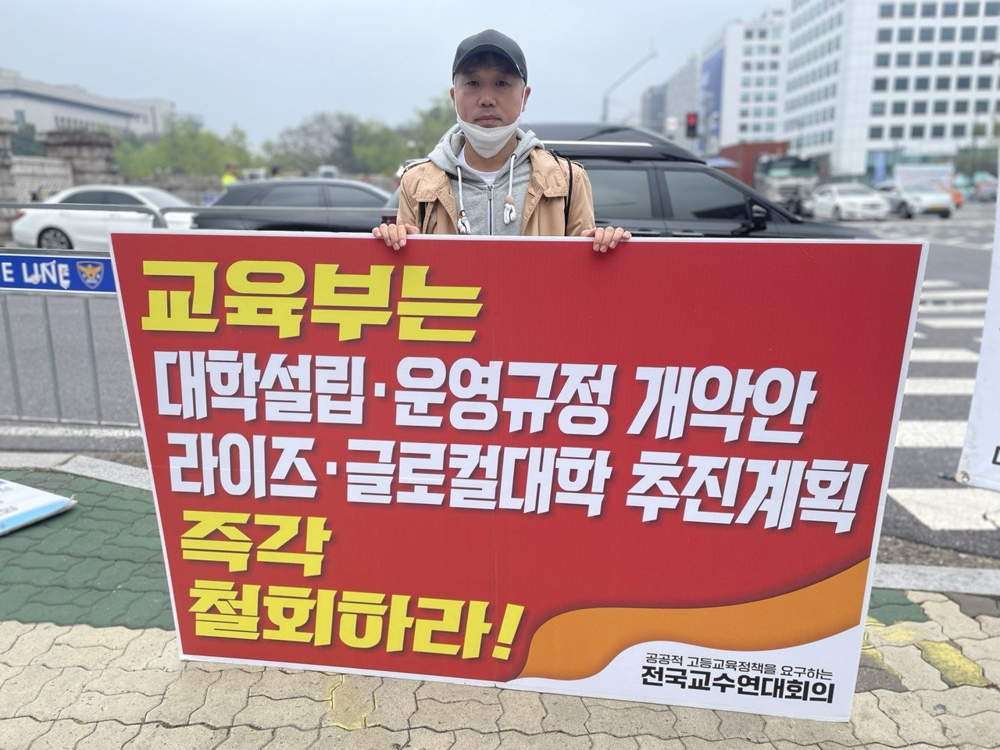 교육부는
대학설립·운영규정 개악안
라이즈·글로컬대학 추진계획
즉각
철회하라!
공공적 고등교육정책을 요구하는
전국교수연대회의
E LINE